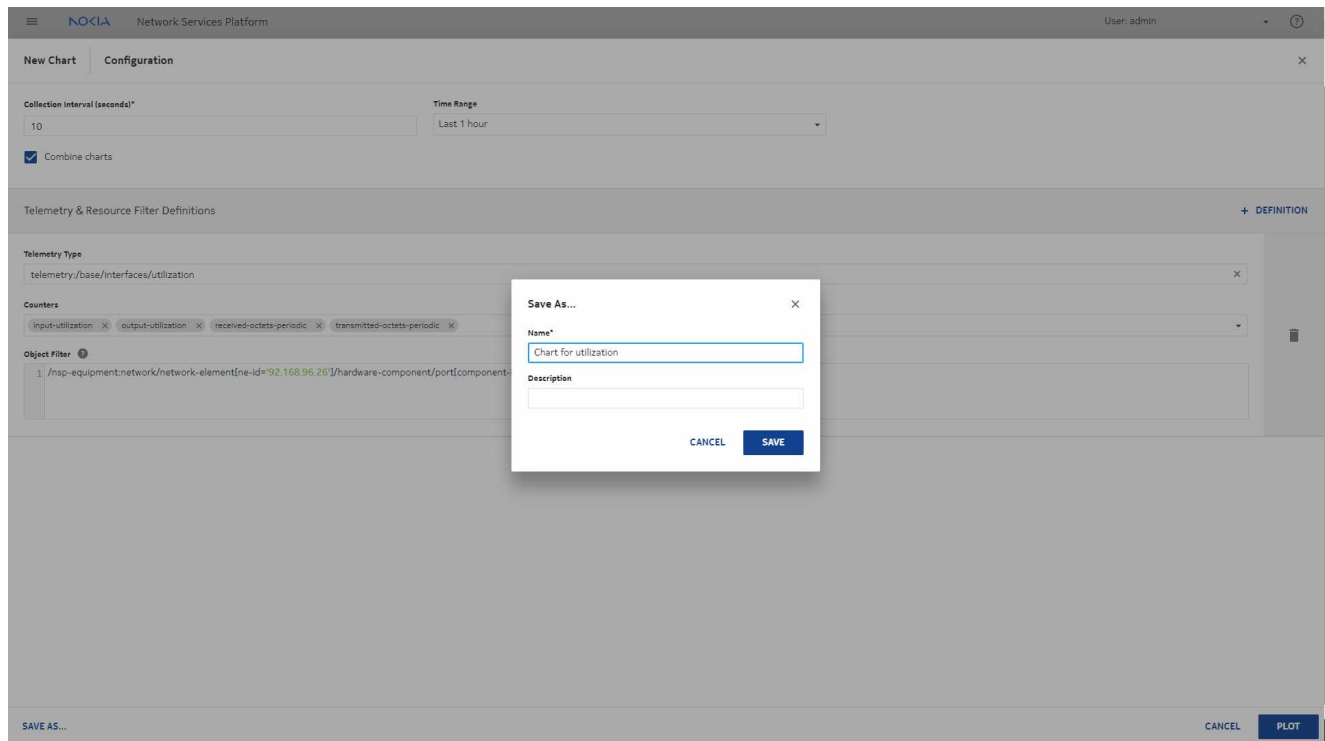 NOKIA Network Services Platform User: admin
New Chart Configuration
Collection Interval (seconds)* Time Range
10 Last 1 hour
Combine charts
Telemetry & Resource Filter Definitions + DEFINITION
Telemetry Type
telemetry:/base/interfaces/utilization
Counters
input-utilization output-utilization received-octets-periodic transmitted-octets-periodic
Object Filter
1 /nsp-equipment:network/network-element[ne-id='92.168.96.26']/hardware-component/port[component-
Save As...
Name*
Chart for utilization
Description
CANCEL SAVE
SAVE AS... CANCEL PLOT